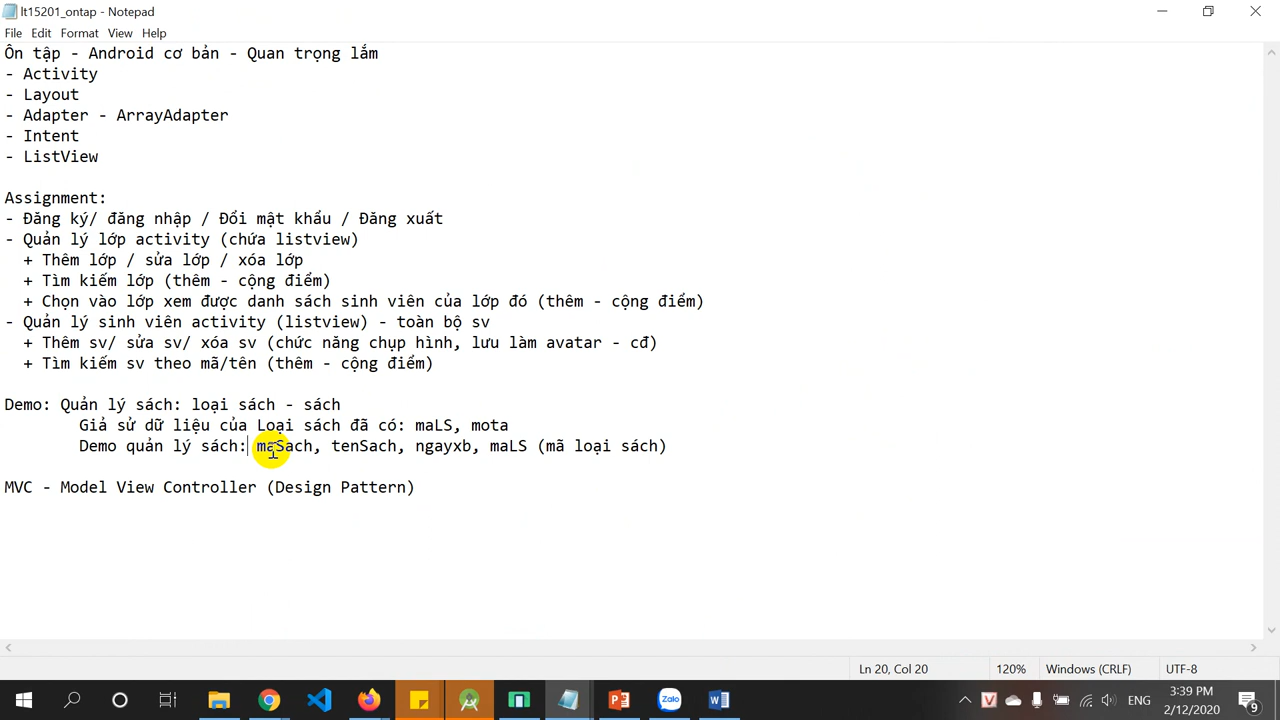 lt15201_ontap - Notepad
File Edit Format View Help
Ôn tập - Android cơ bản - Quan trọng lắm
- Activity
- Layout
- Adapter - ArrayAdapter
- Intent
- ListView
Assignment:
- Đăng ký/ đăng nhập / Đổi mật khẩu / Đăng xuất
- Quản lý lớp activity (chứa listview)
+ Thêm lớp / sửa lớp / xóa lớp
+ Tìm kiếm lớp (thêm - cộng điểm)
+ Chọn vào lớp xem được danh sách sinh viên của lớp đó (thêm - cộng điểm)
- Quản lý sinh viên activity (listview) - toàn bộ sv
+ Thêm sv/ sửa sv/ xóa sv (chức năng chụp hình, lưu làm avatar - cđ)
+ Tìm kiếm sv theo mã/tên (thêm - cộng điểm)
Demo: Quản lý sách: loại sách - sách
Giả sử dữ liệu của Loại sách đã có: maLS, mota
Demo quản lý sách: maSach, tenSach, ngayxb, maLS (mã loại sách)
MVC - Model View Controller (Design Pattern)
Ln 20, Col 20 120% Windows (CRLF) UTF-8
Zalo ENG 3:39 PM
2/12/2020 9